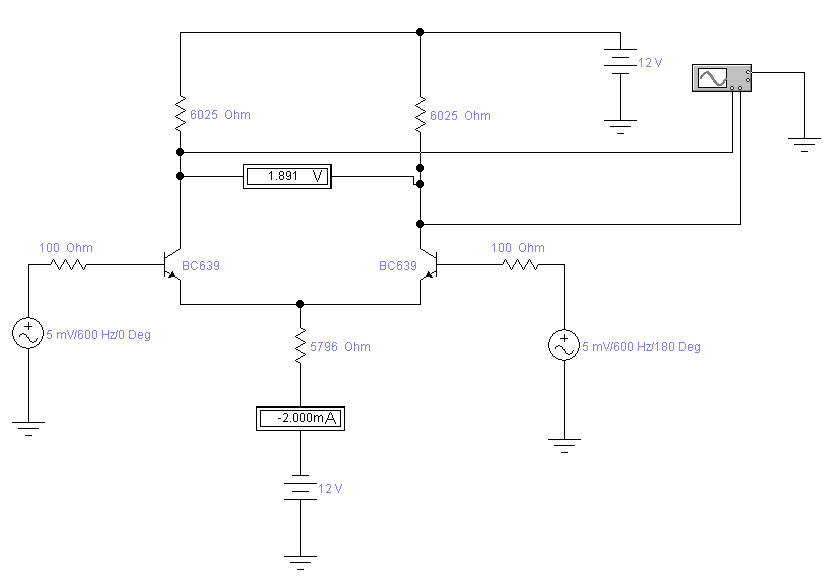 12 V
6025 Ohm
6025 Ohm
1.891 V
100 Ohm
100 Ohm
BC639
BC639
5 mV/600 Hz/0 Deg
5796 Ohm
5 mV/600 Hz/180 Deg
-2.000mA
12 V